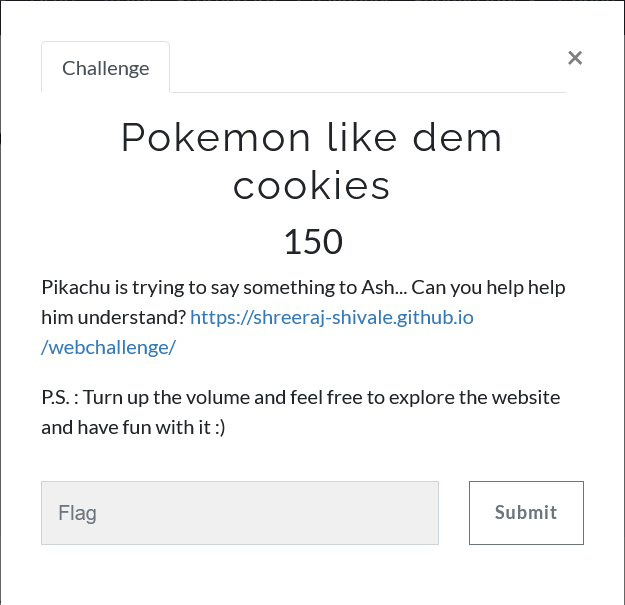 Challenge
×
Pokemon like dem
cookies
150
Pikachu is trying to say something to Ash... Can you help help
him understand? https://shreeraj-shivale.github.io
/webchallenge/
P.S. : Turn up the volume and feel free to explore the website
and have fun with it :)
Flag
Submit